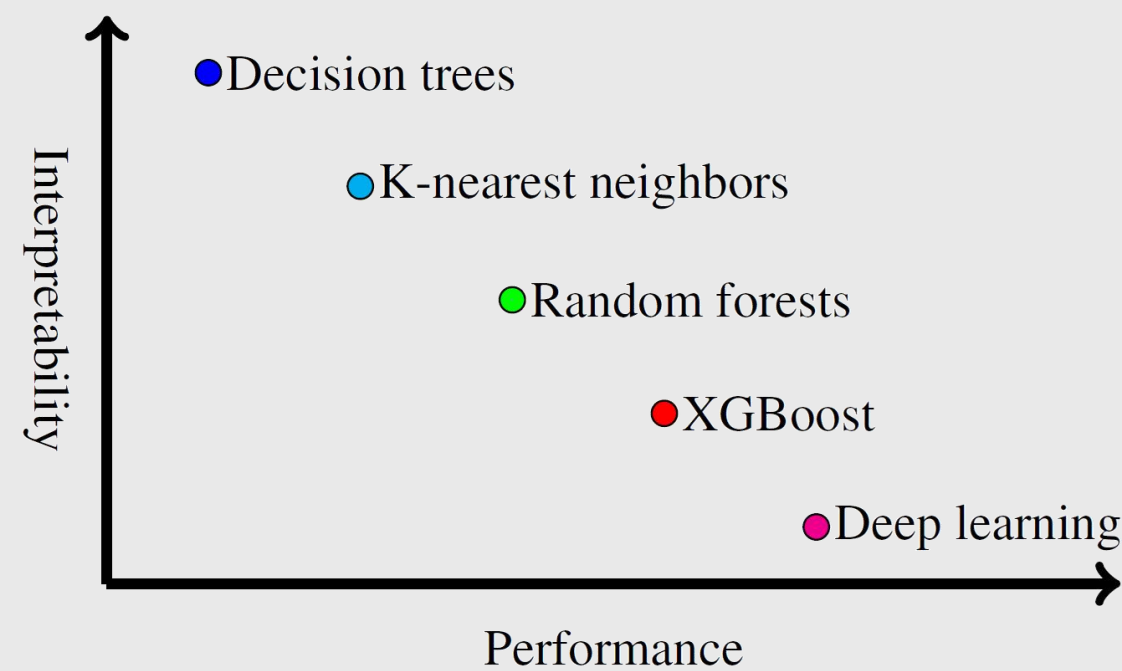 Decision trees
K-nearest neighbors
Random forests
XGBoost
Deep learning
Interpretability
Performance